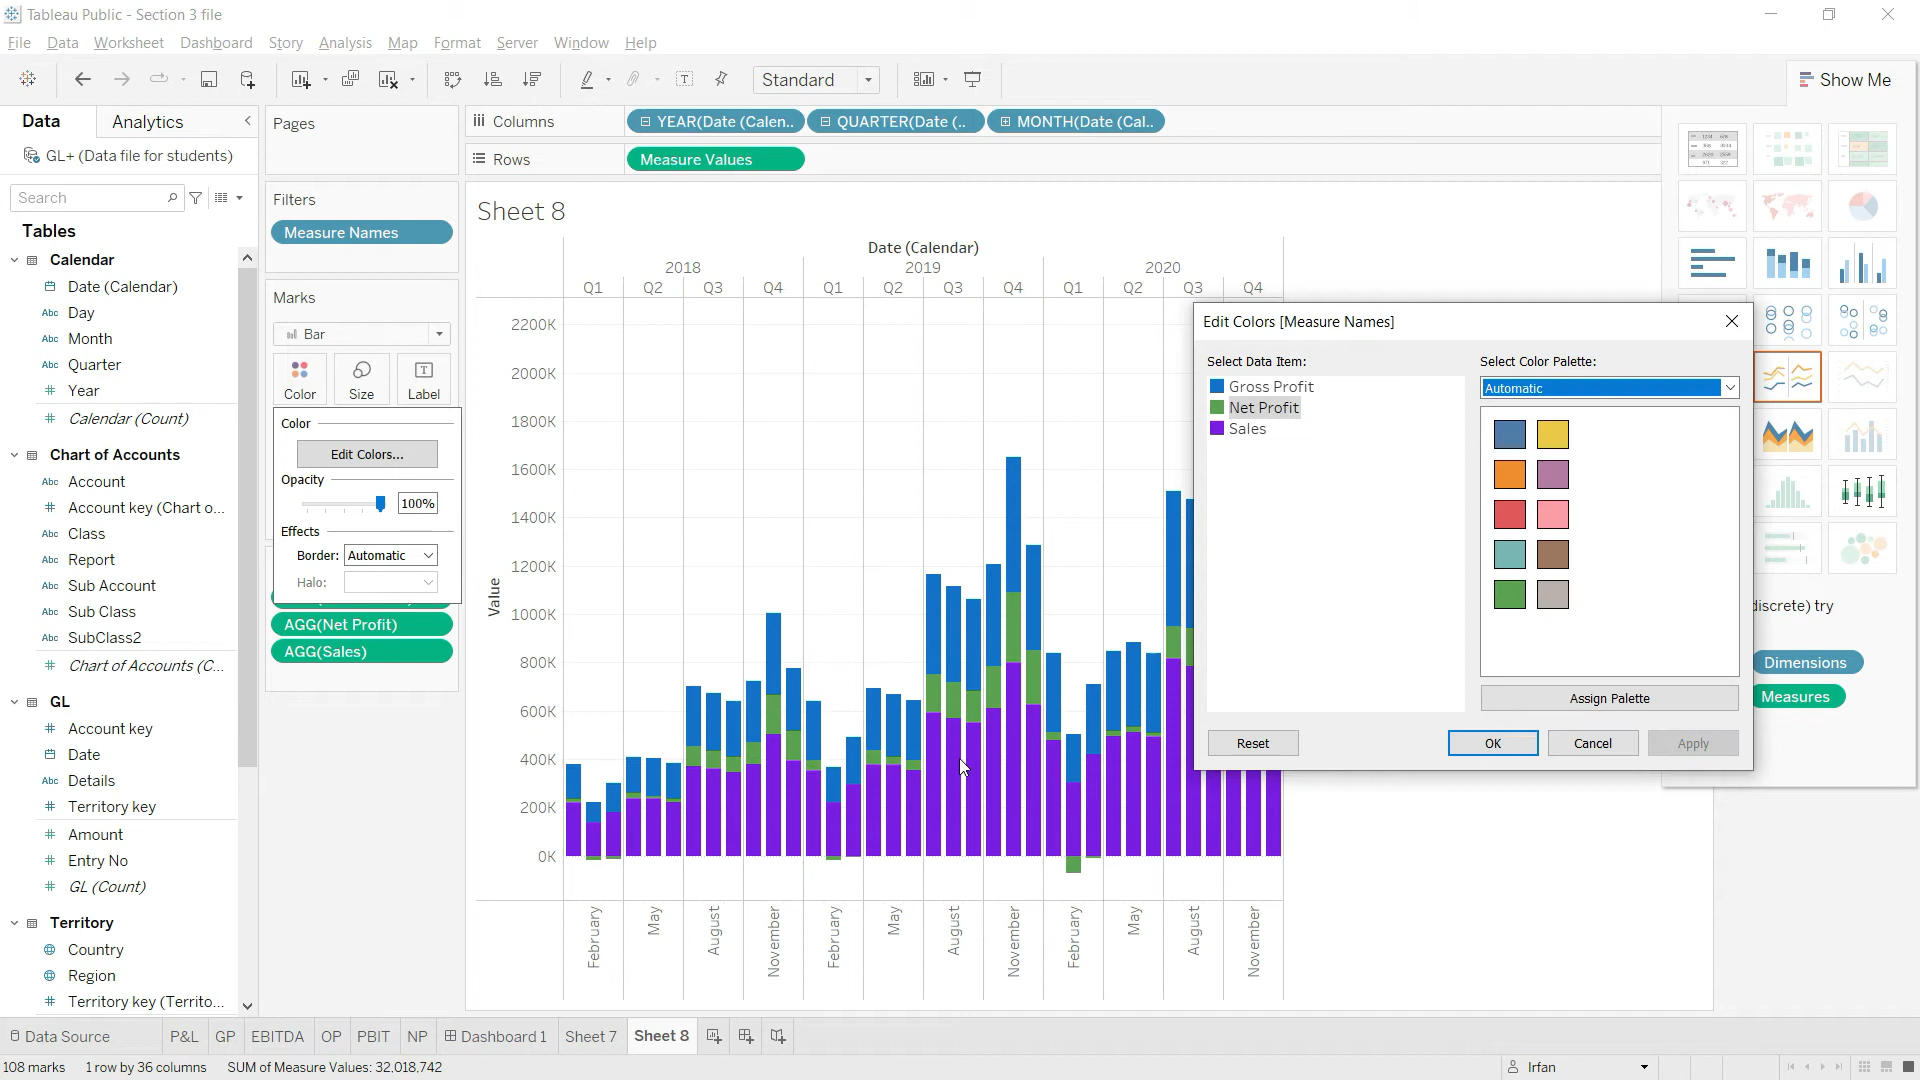 Tableau Public - Section 3 file
File Data Worksheet Dashboard Story Analysis Map Format Server Window Help
Standard
Show Me
Data Analytics
GL+ (Data file for students)
Search
Tables
Calendar
Date (Calendar)
Abc Day
Abc Month
Abc Quarter
# Year
# Calendar (Count)
Chart of Accounts
Abc Account
# Account key (Chart o...
Abc Class
Abc Report
Abc Sub Account
Abc Sub Class
Abc SubClass2
# Chart of Accounts (C...
GL
# Account key
Date
Abc Details
# Territory key
# Amount
# Entry No
# GL (Count)
Territory
Country
Region
# Territory key (Territo...
Pages
Filters
Measure Names
Marks
Bar
Color Size Label
Color
Edit Colors...
Opacity
100%
Effects
Border: Automatic
Halo:
AGG(Net Profit)
AGG(Sales)
Columns YEAR(Date (Calen.. QUARTER(Date (.. MONTH(Date (Cal..
Rows Measure Values
Sheet 8
Date (Calendar)
2018 2019 2020
Q1 Q2 Q3 Q4 Q1 Q2 Q3 Q4 Q1 Q2 Q3 Q4
2200K
2000K
1800K
1600K
1400K
1200K
1000K
800K
600K
400K
200K
0K
Value
February May August November February May August November February May August November
Edit Colors [Measure Names]
Select Data Item:
Gross Profit
Net Profit
Sales
Select Color Palette:
Automatic
Assign Palette
Reset OK Cancel Apply
discrete) try
Dimensions
Measures
Data Source P&L GP EBITDA OP PBIT NP Dashboard 1 Sheet 7 Sheet 8
108 marks 1 row by 36 columns SUM of Measure Values: 32,018,742
Irfan